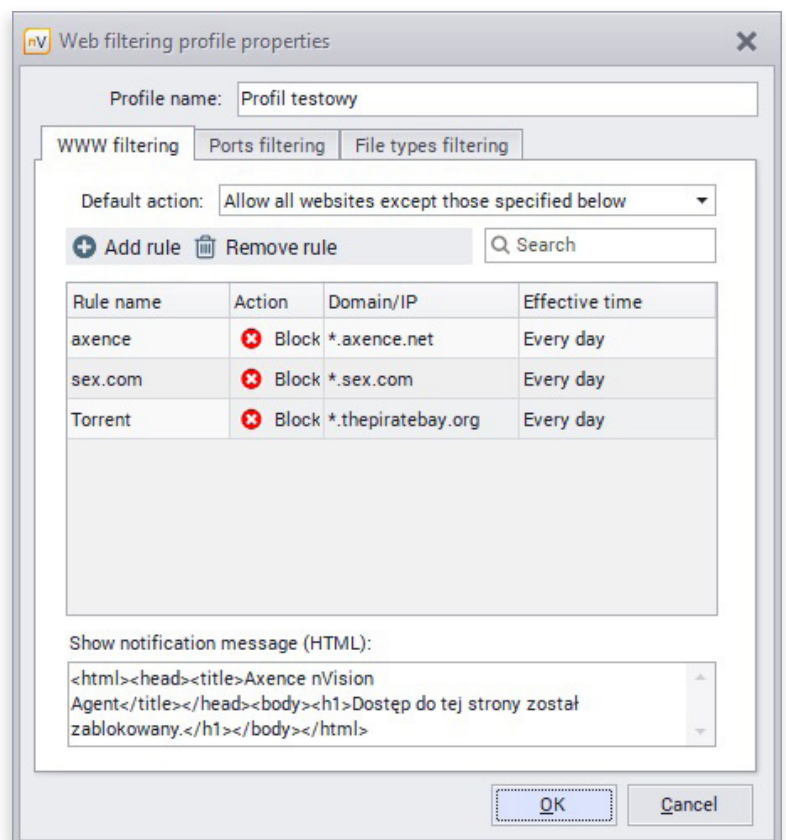 nV Web filtering profile properties
Profile name: Profil testowy
WWW filtering Ports filtering File types filtering
Default action: Allow all websites except those specified below
Add rule Remove rule Search
Rule name Action Domain/IP Effective time
axence Block *.axence.net Every day
sex.com Block *.sex.com Every day
Torrent Block *.thepiratebay.org Every day
Show notification message (HTML):
<html><head><title>Axence nVision
Agent</title></head><body><h1>Dostęp do tej strony został
zablokowany.</h1></body></html>
OK Cancel